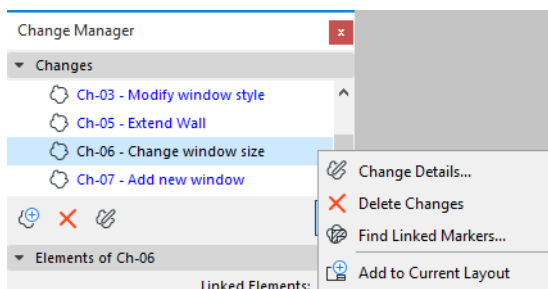 Change Manager
x
Changes
Ch-03 - Modify window style
Ch-05 - Extend Wall
Ch-06 - Change window size
Ch-07 - Add new window
Change Details...
Delete Changes
Find Linked Markers...
Add to Current Layout
Elements of Ch-06
Linked Elements: